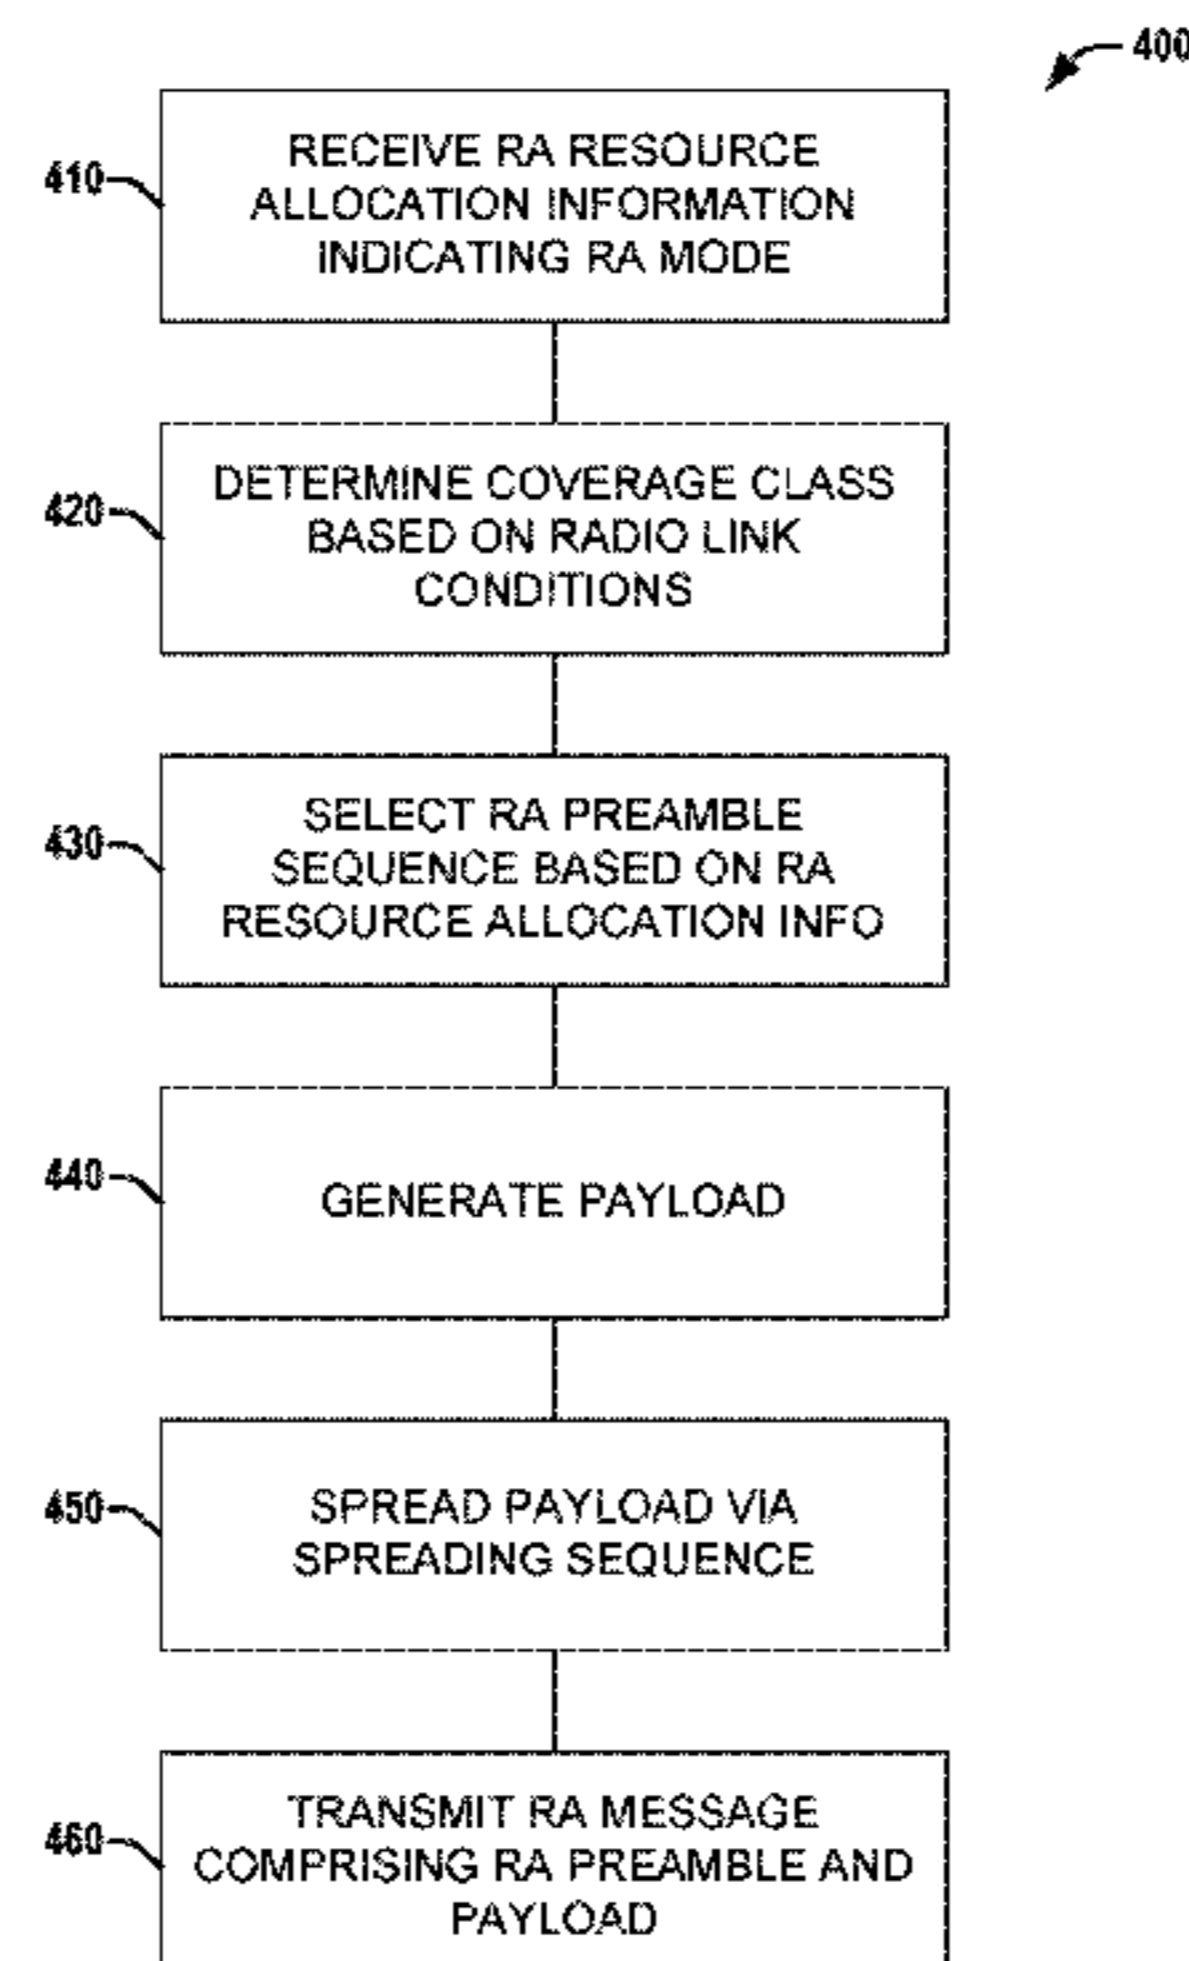 400
410
RECEIVE RA RESOURCE
ALLOCATION INFORMATION
INDICATING RA MODE
420
DETERMINE COVERAGE CLASS
BASED ON RADIO LINK
CONDITIONS
430
SELECT RA PREAMBLE
SEQUENCE BASED ON RA
RESOURCE ALLOCATION INFO
440
GENERATE PAYLOAD
450
SPREAD PAYLOAD VIA
SPREADING SEQUENCE
460
TRANSMIT RA MESSAGE
COMPRISING RA PREAMBLE AND
PAYLOAD